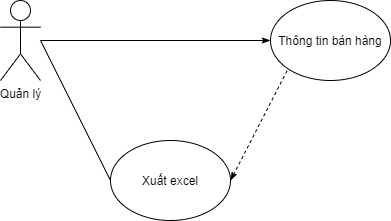 Thông tin bán hàng
Quản lý
Xuất excel